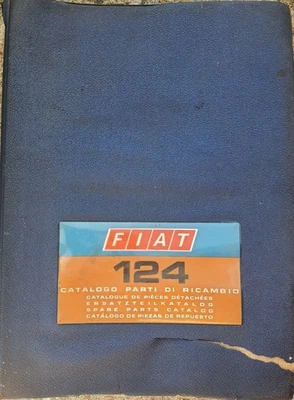 FIAT
124
CATALOGO PARTI DI RICAMBIO
CATALOGUE DE PIÈCES DÉTACHÉES
ERSATZTEILKATALOG
SPARE PARTS CATALOG
CATÁLOGO DE PIEZAS DE REPUESTO